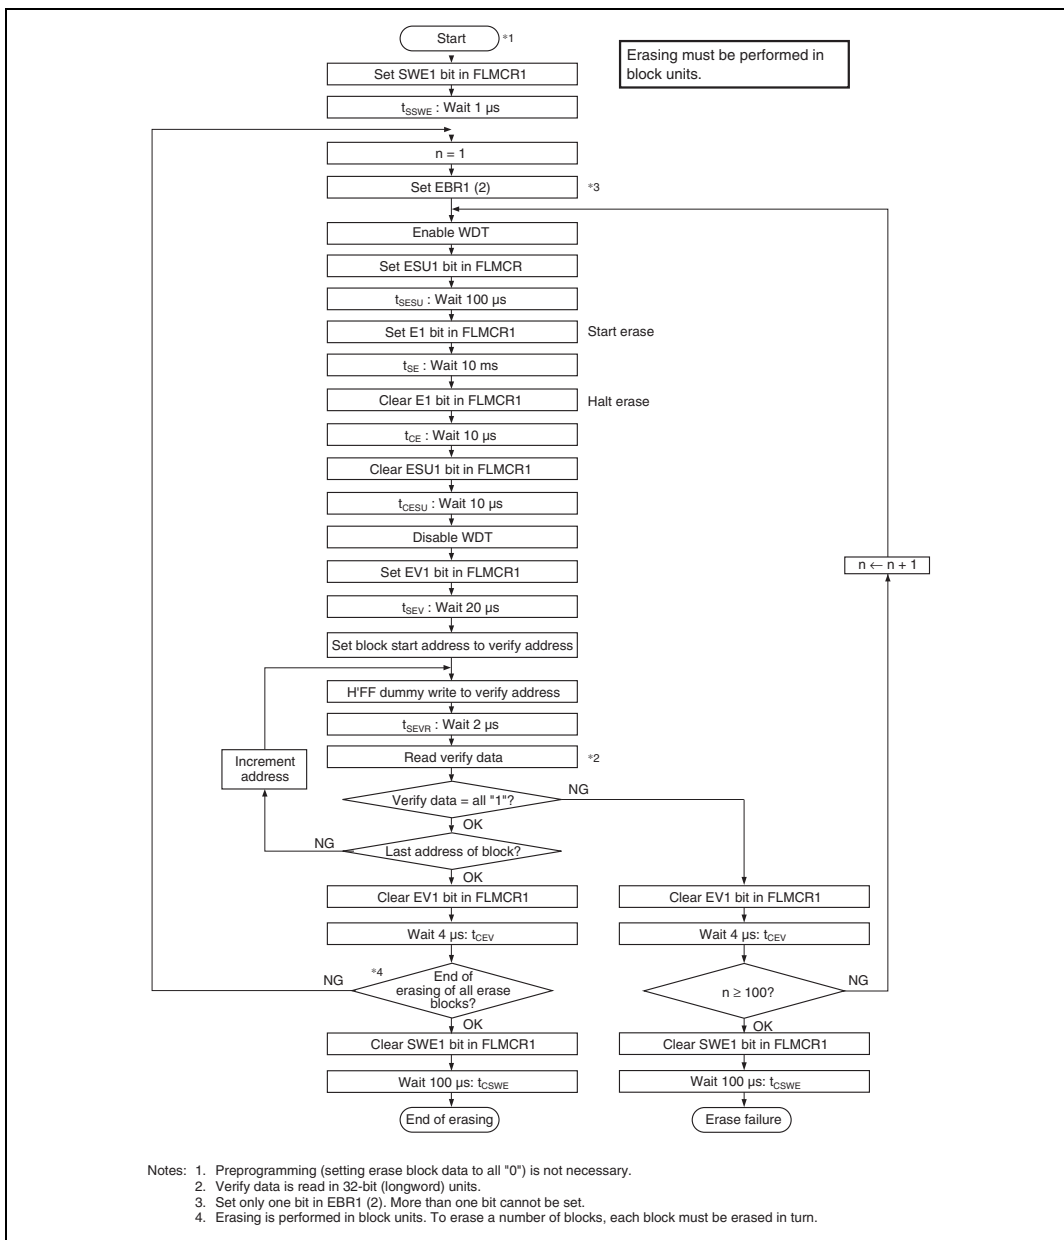 Start *1
Erasing must be performed in
block units.
Set SWE1 bit in FLMCR1
tSSWE : Wait 1 µs
n = 1
Set EBR1 (2) *3
Enable WDT
Set ESU1 bit in FLMCR
tSESU : Wait 100 µs
Set E1 bit in FLMCR1 Start erase
tSE : Wait 10 ms
Clear E1 bit in FLMCR1 Halt erase
tCE : Wait 10 µs
Clear ESU1 bit in FLMCR1
tCESU : Wait 10 µs
Disable WDT
n ← n + 1
Set EV1 bit in FLMCR1
tSEV : Wait 20 µs
Set block start address to verify address
H'FF dummy write to verify address
tSEVR : Wait 2 µs
Increment
address
Read verify data *2
Verify data = all "1"? NG
OK
NG Last address of block?
OK
Clear EV1 bit in FLMCR1 Clear EV1 bit in FLMCR1
Wait 4 µs: tCEV Wait 4 µs: tCEV
NG *4 End of
erasing of all erase
blocks?
n ≥ 100? NG
OK OK
Clear SWE1 bit in FLMCR1 Clear SWE1 bit in FLMCR1
Wait 100 µs: tCSWE Wait 100 µs: tCSWE
End of erasing Erase failure
Notes: 1. Preprogramming (setting erase block data to all "0") is not necessary.
2. Verify data is read in 32-bit (longword) units.
3. Set only one bit in EBR1 (2). More than one bit cannot be set.
4. Erasing is performed in block units. To erase a number of blocks, each block must be erased in turn.